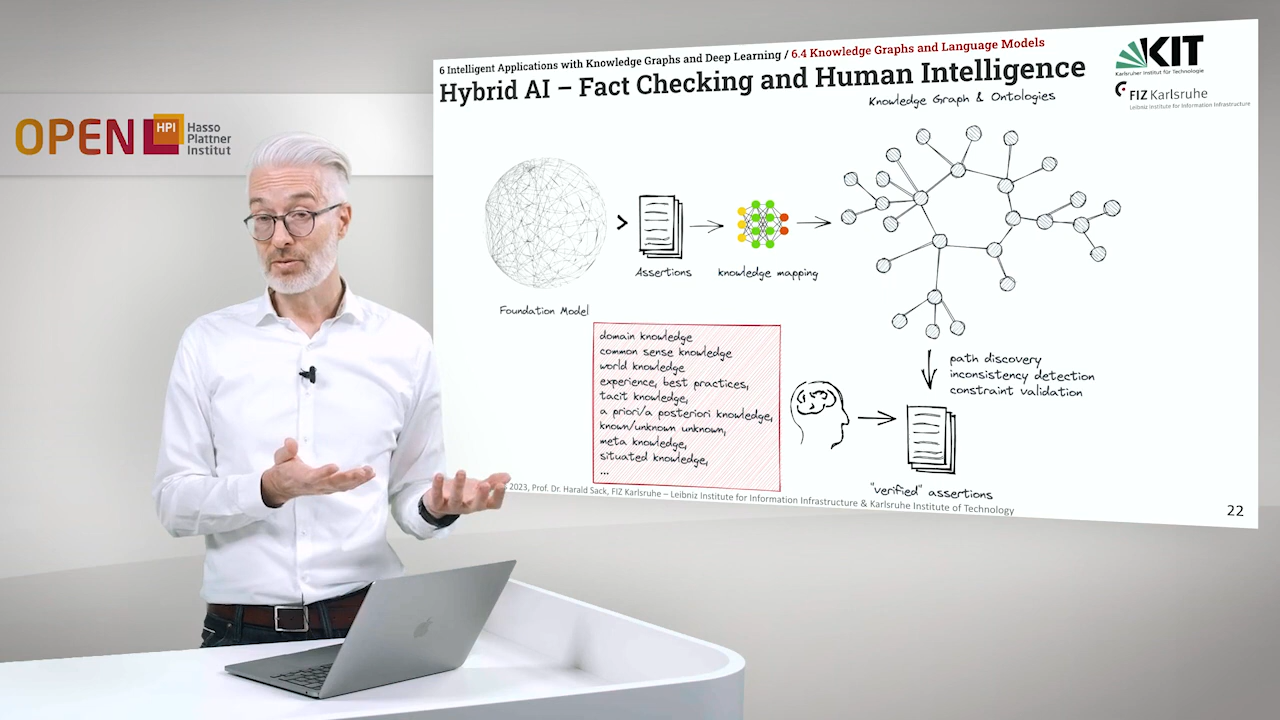 OPEN HPI Hasso
Plattner
Institut
6 Intelligent Applications with Knowledge Graphs and Deep Learning / 6.4 Knowledge Graphs and Language Models
Hybrid AI – Fact Checking and Human Intelligence
KIT
Karlsruher Institut für Technologie
FIZ Karlsruhe
Leibniz Institute for Information Infrastructure
Knowledge Graph & Ontologies
>
Assertions
knowledge mapping
Foundation Model
domain knowledge
common sense knowledge
world knowledge
experience, best practices,
tacit knowledge,
a priori/a posteriori knowledge,
known/unknown unknown,
meta knowledge,
situated knowledge,
...
path discovery
inconsistency detection
constraint validation
"verified" assertions
2023, Prof. Dr. Harald Sack, FIZ Karlsruhe – Leibniz Institute for Information Infrastructure & Karlsruhe Institute of Technology
22